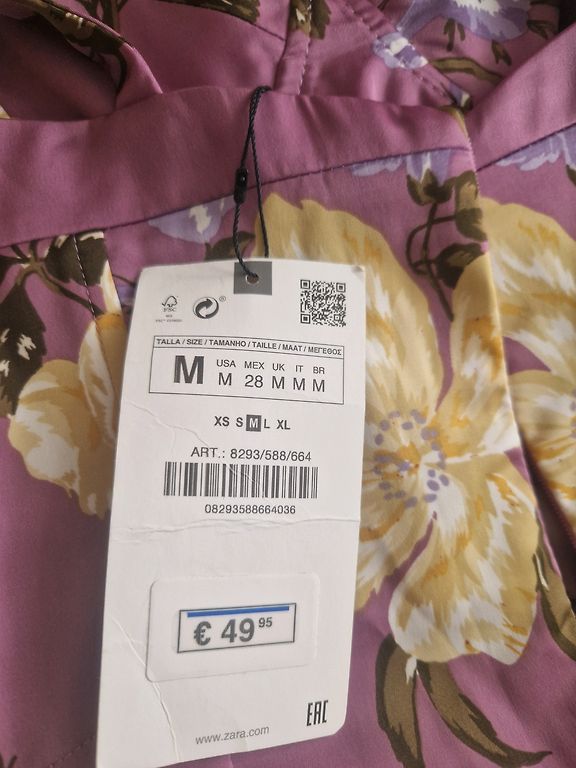 FSC
TALLA / SIZE / TAMANHO / TAILLE / MAAT / ΜΕΓΕΘΟΣ
M
USA MEX UK IT BR
M 28 M M M
XS S M L XL
ART.: 8293/588/664
08293588664036
€ 49 95
EAC
www.zara.com